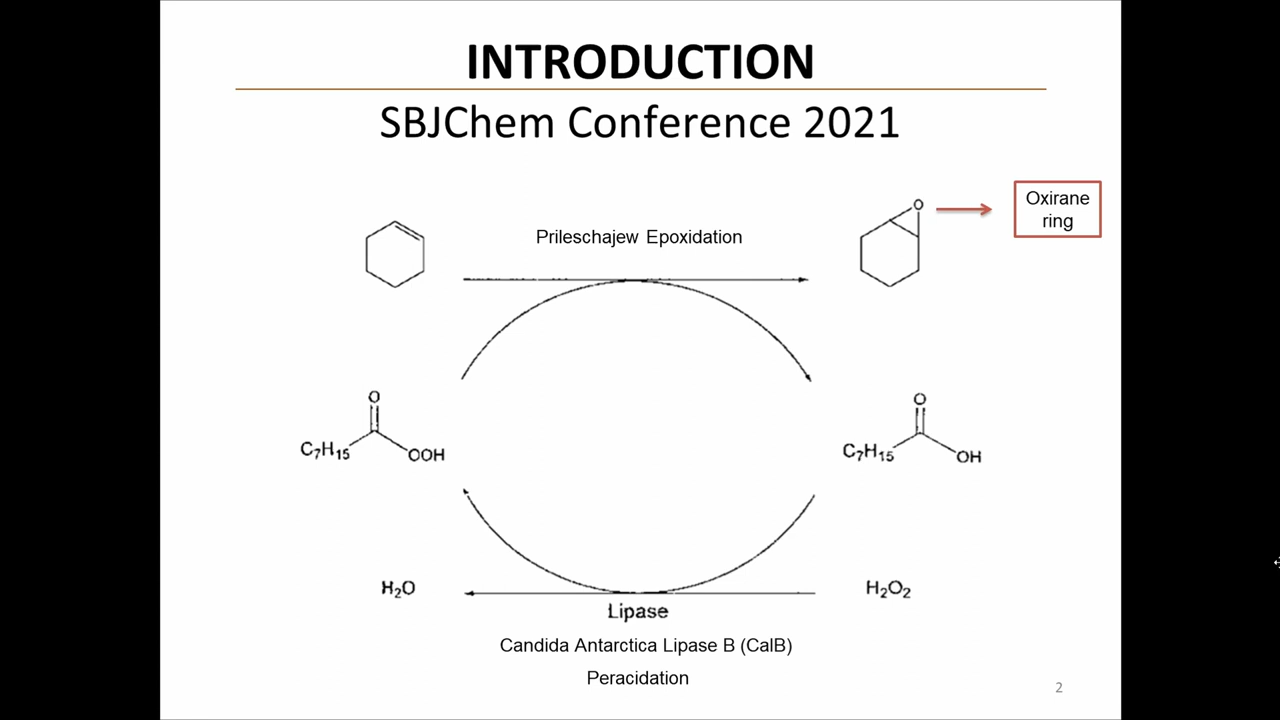 INTRODUCTION
SBJChem Conference 2021
Oxirane
ring
O
Prileschajew Epoxidation
O
C₇H₁₅
OOH
O
C₇H₁₅
OH
H₂O
H₂O₂
Lipase
Candida Antarctica Lipase B (CalB)
Peracidation
2